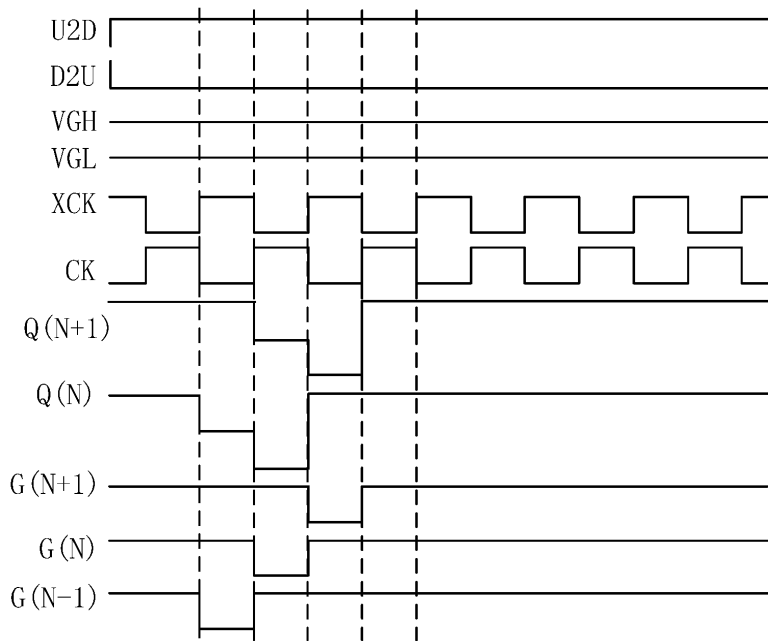 U2D
D2U
VGH
VGL
XCK
CK
Q(N+1)
Q(N)
G(N+1)
G(N)
G(N-1)